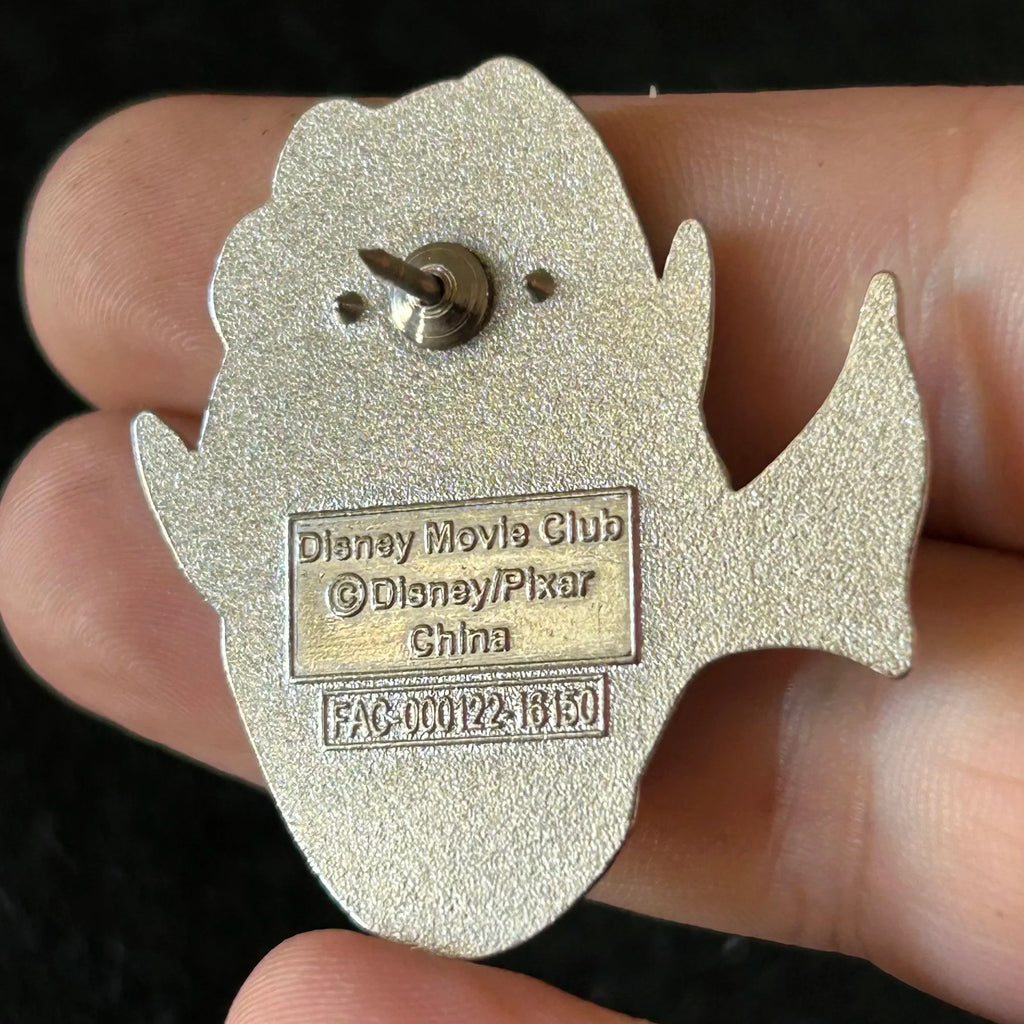 Disney Movie Club
©Disney/Pixar
China
FAC-000122-16150